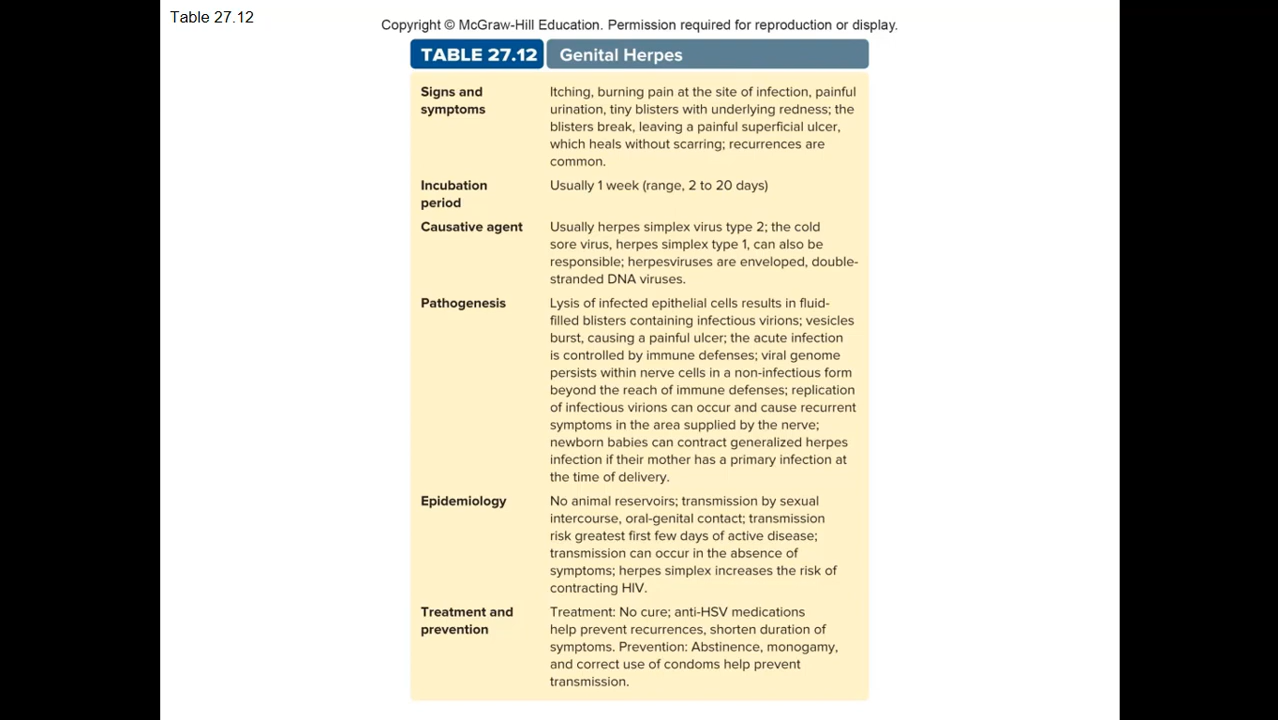 Table 27.12
Copyright © McGraw-Hill Education. Permission required for reproduction or display.
TABLE 27.12 Genital Herpes
Signs and symptoms
Itching, burning pain at the site of infection, painful
urination, tiny blisters with underlying redness; the
blisters break, leaving a painful superficial ulcer,
which heals without scarring; recurrences are
common.
Incubation period
Usually 1 week (range, 2 to 20 days)
Causative agent
Usually herpes simplex virus type 2; the cold
sore virus, herpes simplex type 1, can also be
responsible; herpesviruses are enveloped, double-
stranded DNA viruses.
Pathogenesis
Lysis of infected epithelial cells results in fluid-
filled blisters containing infectious virions; vesicles
burst, causing a painful ulcer; the acute infection
is controlled by immune defenses; viral genome
persists within nerve cells in a non-infectious form
beyond the reach of immune defenses; replication
of infectious virions can occur and cause recurrent
symptoms in the area supplied by the nerve;
newborn babies can contract generalized herpes
infection if their mother has a primary infection at
the time of delivery.
Epidemiology
No animal reservoirs; transmission by sexual
intercourse, oral-genital contact; transmission
risk greatest first few days of active disease;
transmission can occur in the absence of
symptoms; herpes simplex increases the risk of
contracting HIV.
Treatment and prevention
Treatment: No cure; anti-HSV medications
help prevent recurrences, shorten duration of
symptoms. Prevention: Abstinence, monogamy,
and correct use of condoms help prevent
transmission.